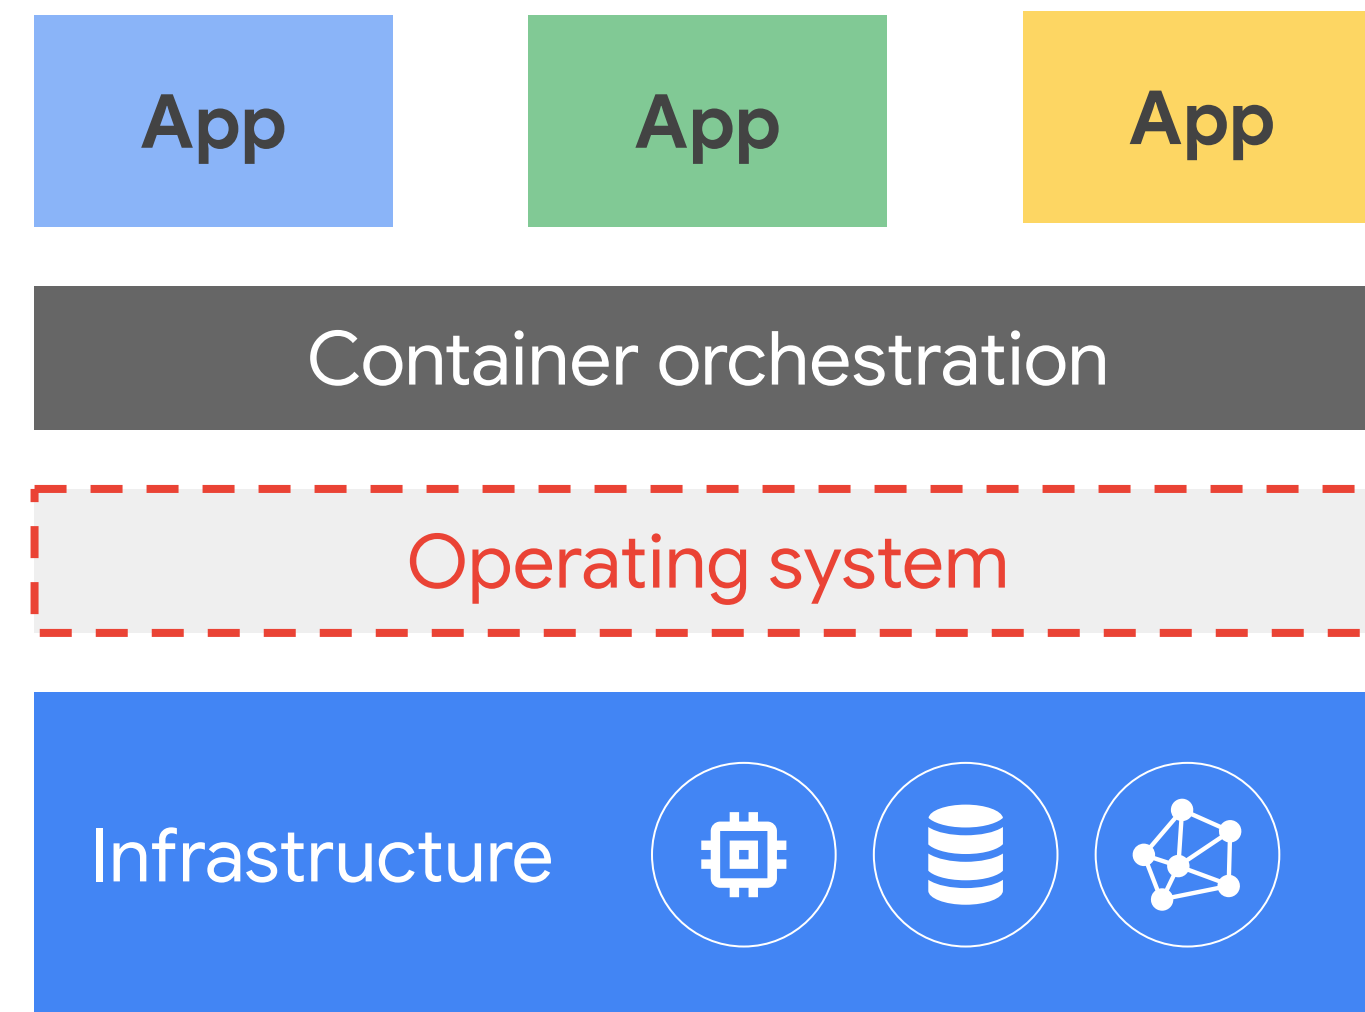 App
App
App
Container orchestration
Operating system
Infrastructure